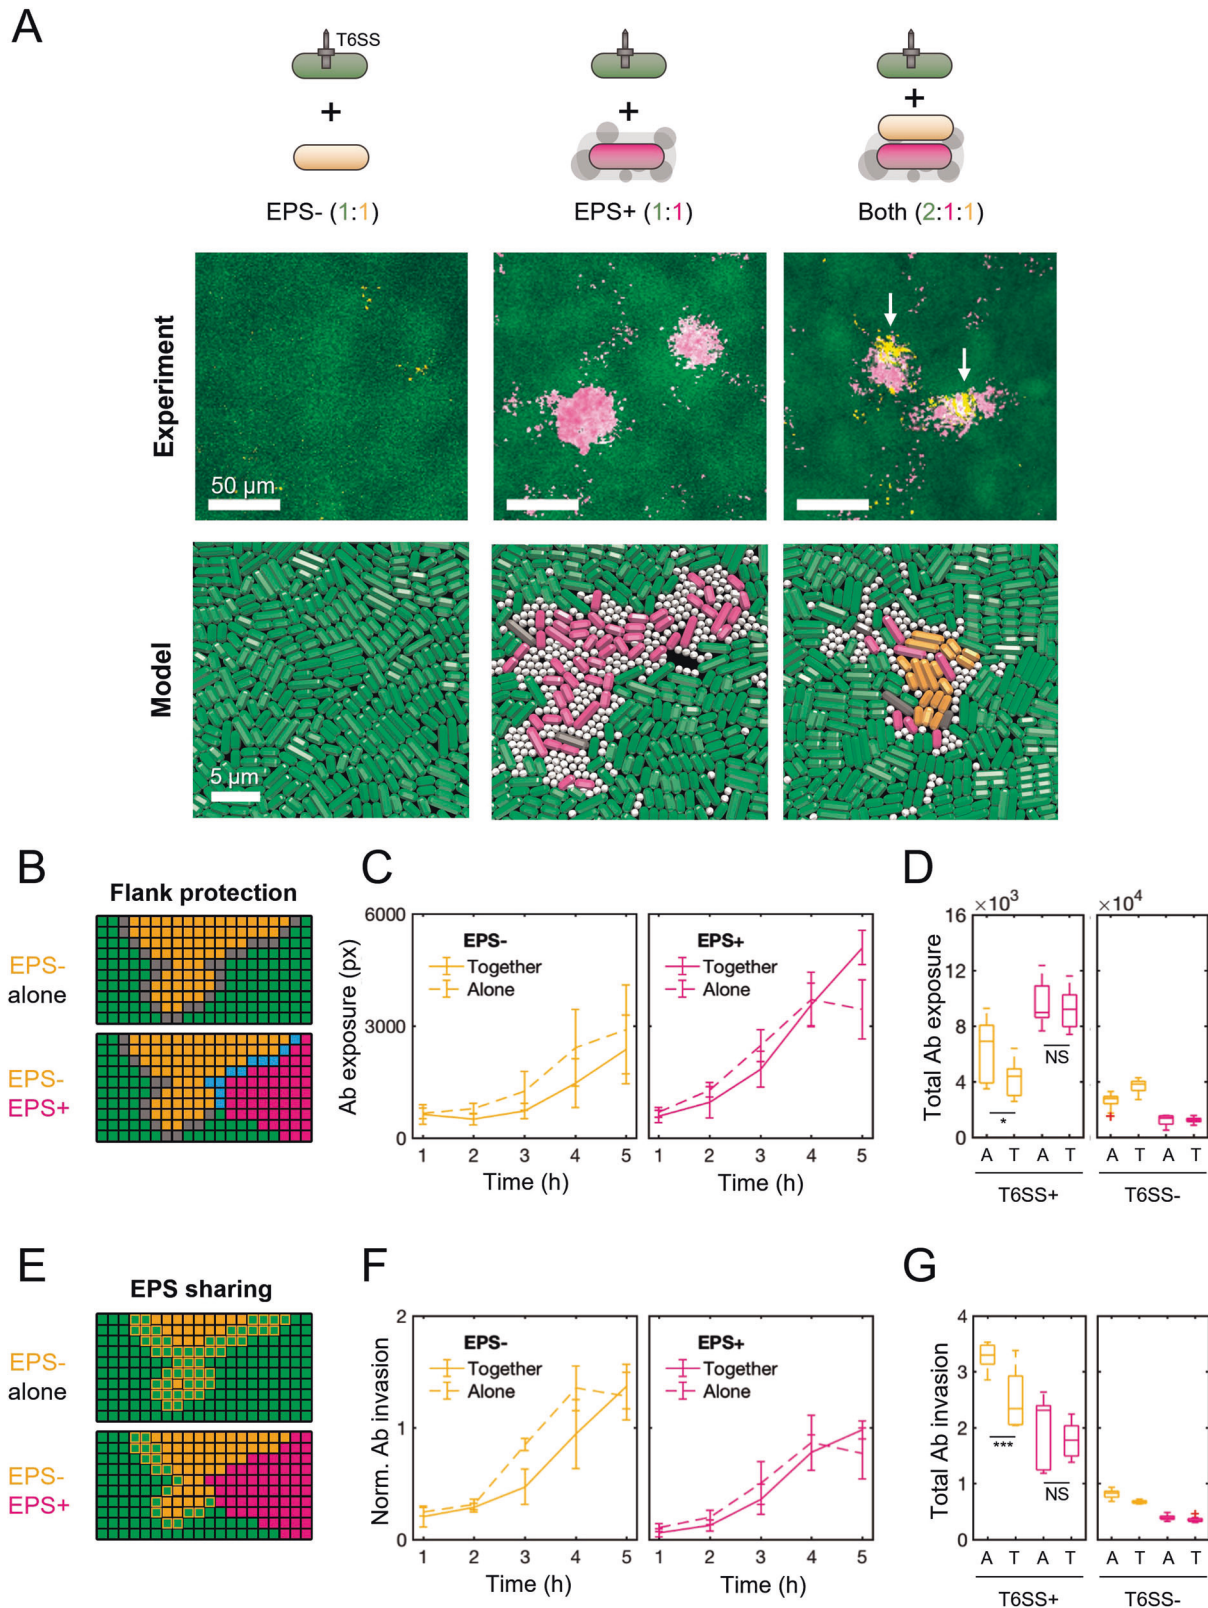 A
T6SS
+
+
+
EPS- (1:1)
EPS+ (1:1)
Both (2:1:1)
Experiment
50 µm
Model
5 µm
B
Flank protection
EPS-
alone
EPS-
EPS+
C
Ab exposure (px)
6000
3000
0
EPS-
Together
Alone
1 2 3 4 5
Time (h)
EPS+
Together
Alone
1 2 3 4 5
Time (h)
D
Total Ab exposure
×10³
16
12
8
4
0
*
NS
A T A T
T6SS+
×10⁴
A T A T
T6SS-
E
EPS sharing
EPS-
alone
EPS-
EPS+
F
Norm. Ab invasion
2
1
0
EPS-
Together
Alone
1 2 3 4 5
Time (h)
EPS+
Together
Alone
1 2 3 4 5
Time (h)
G
Total Ab invasion
4
3
2
1
0
***
NS
A T A T
T6SS+
A T A T
T6SS-